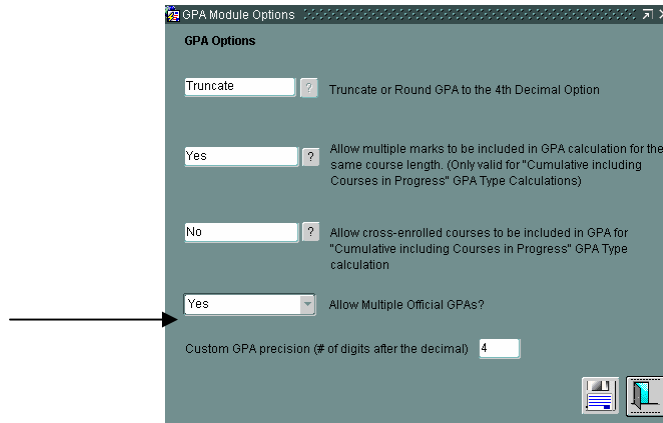 GPA Module Options
GPA Options
Truncate ? Truncate or Round GPA to the 4th Decimal Option
Yes ? Allow multiple marks to be included in GPA calculation for the
same course length. (Only valid for "Cumulative including
Courses in Progress" GPA Type Calculations)
No ? Allow cross-enrolled courses to be included in GPA for
"Cumulative including Courses in Progress" GPA Type
calculation
Yes Allow Multiple Official GPAs?
Custom GPA precision (# of digits after the decimal) 4